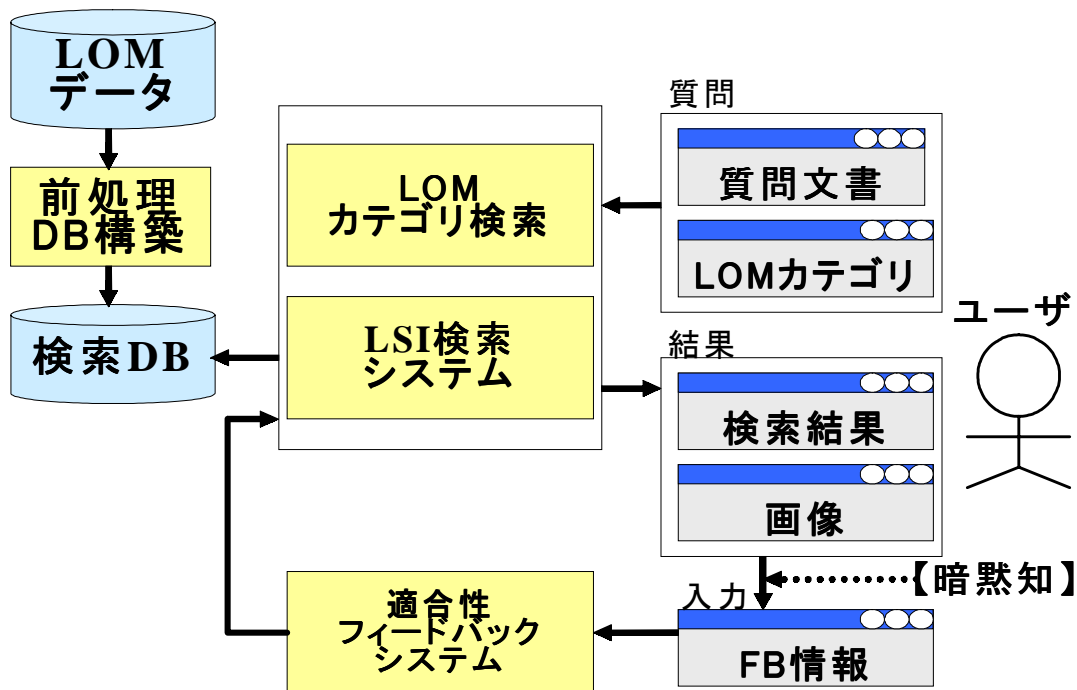 LOM
データ
前処理
DB構築
検索DB
LOM
カテゴリ検索
LSI検索
システム
適合性
フィードバック
システム
質問
質問文書
LOMカテゴリ
結果
検索結果
画像
入力
FB情報
ユーザ
【暗黙知】